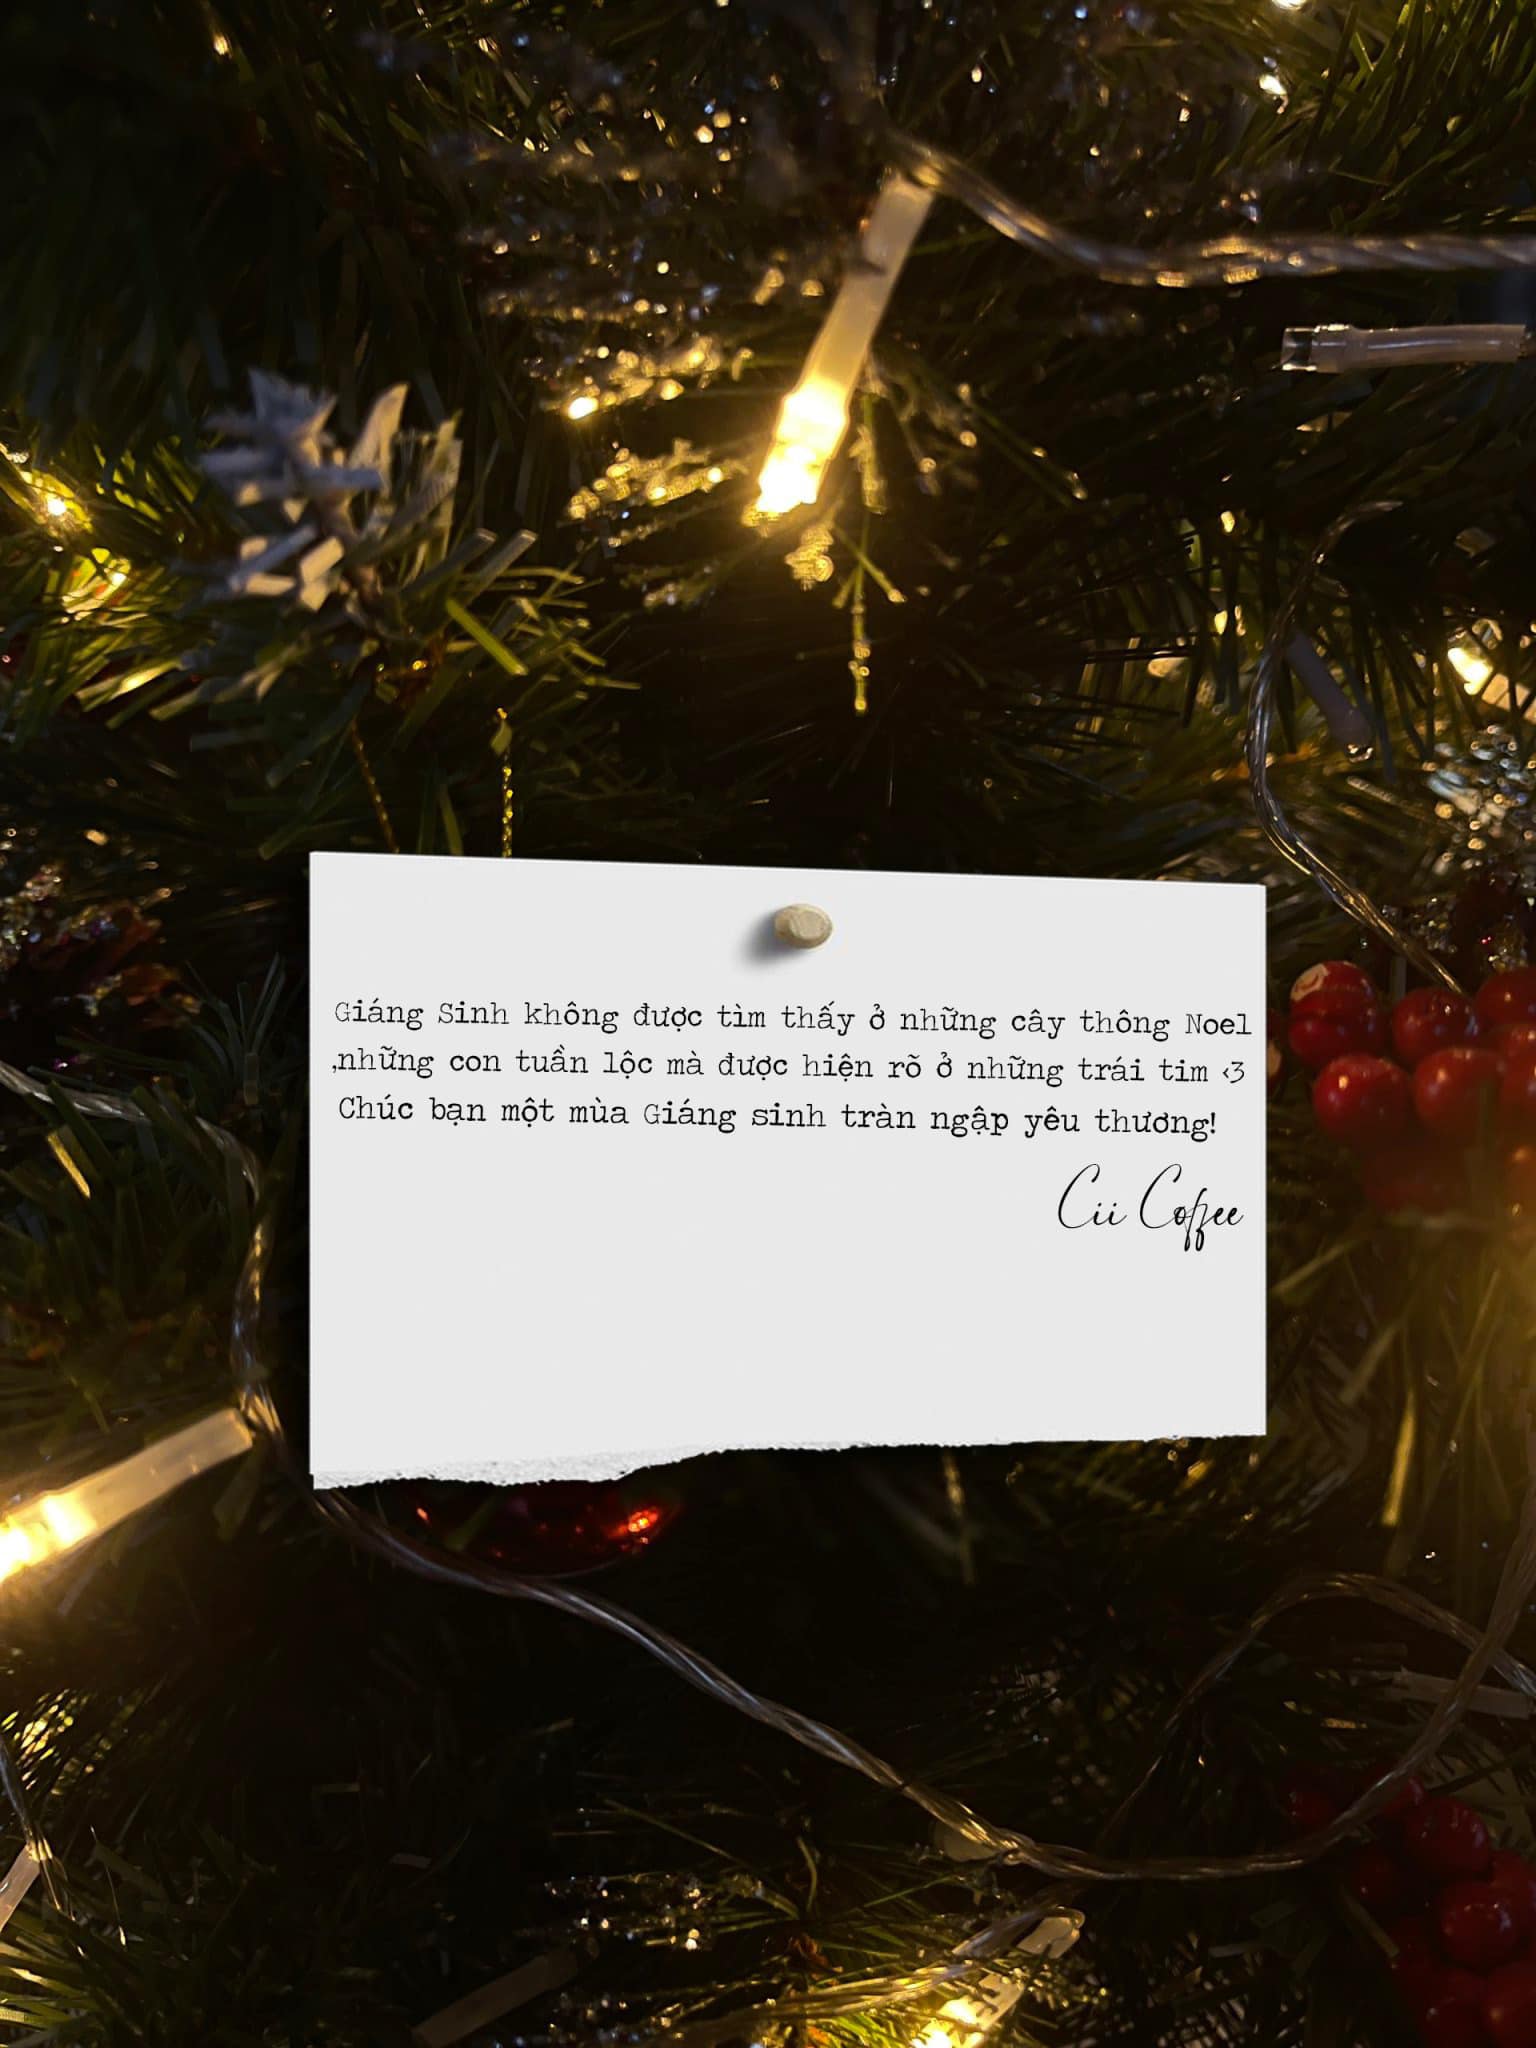 Giáng Sinh không được tìm thấy ở những cây thông Noel
,những con tuần lộc mà được hiện rõ ở những trái tim <3
Chúc bạn một mùa Giáng sinh tràn ngập yêu thương!
Cii Coffee